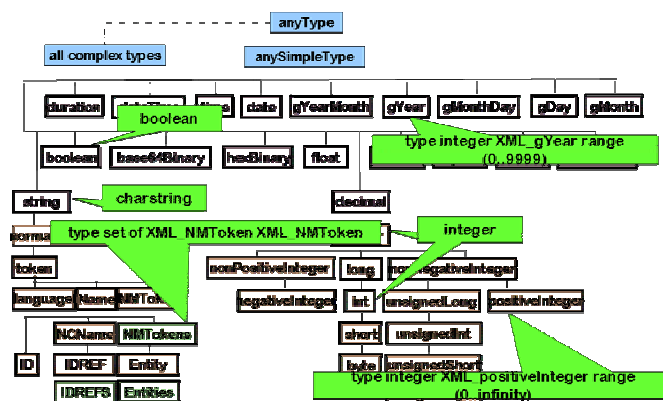 anyType
all complex types
anySimpleType
duration
date
gYearMonth
gYear
gMonthDay
gDay
gMonth
boolean
boolean
base64Binary
hexBinary
float
type integer XML_gYear range
(0..9999)
string
charstring
decimal
type set of XML_NMToken XML_NMToken
integer
token
nonPositiveInteger
long
nonNegativeInteger
language
Name
negativeInteger
int
unsignedLong
positiveInteger
NCName
NMTokens
short
unsignedInt
ID
IDREF
Entity
byte
unsignedShort
type integer XML_positiveInteger range
(0..infinity)
IDREFS
Entities